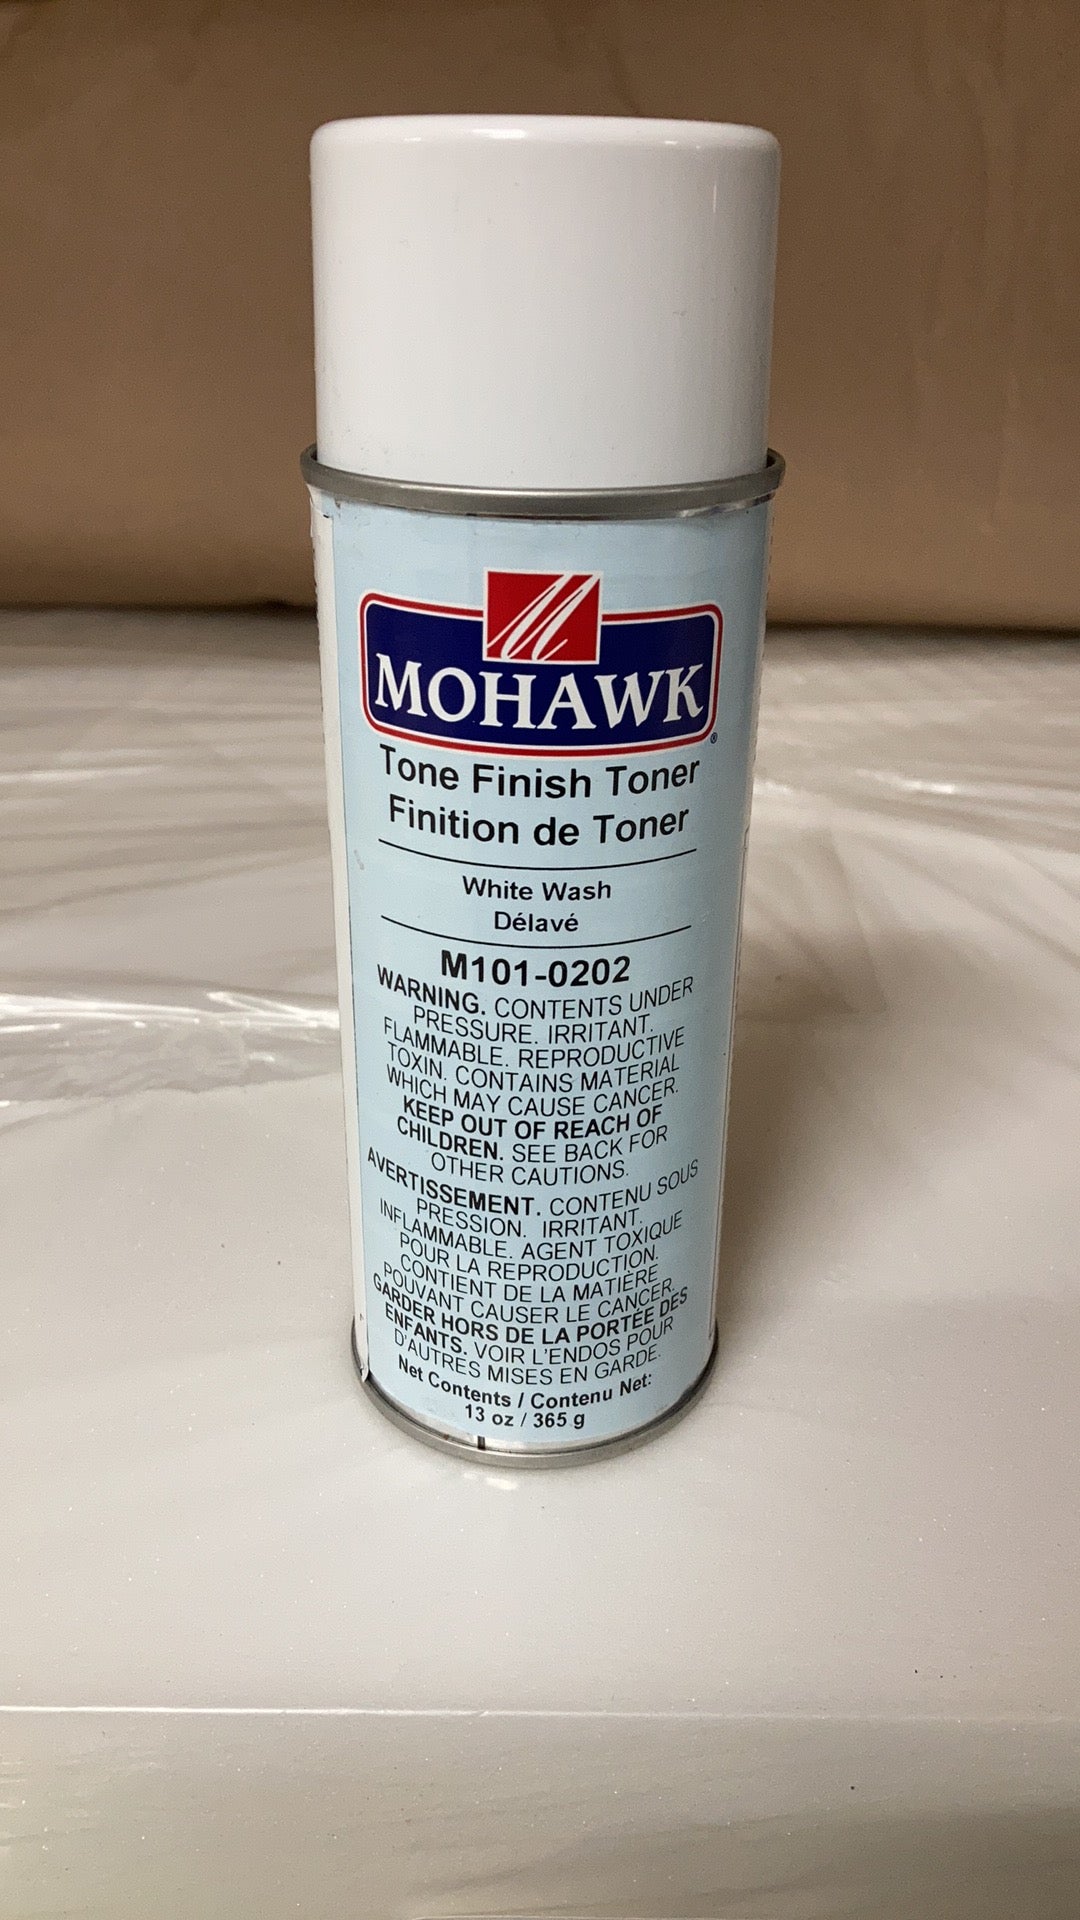 M
MOHAWK®
Tone Finish Toner
Finition de Toner
White Wash
Délavé
M101-0202
WARNING. CONTENTS UNDER
PRESSURE. IRRITANT.
FLAMMABLE. REPRODUCTIVE
TOXIN. CONTAINS MATERIAL
WHICH MAY CAUSE CANCER.
KEEP OUT OF REACH OF
CHILDREN. SEE BACK FOR
OTHER CAUTIONS.
AVERTISSEMENT. CONTENU SOUS
PRESSION. IRRITANT.
INFLAMMABLE. AGENT TOXIQUE
POUR LA REPRODUCTION.
CONTIENT DE LA MATIÈRE
POUVANT CAUSER LE CANCER.
GARDER HORS DE LA PORTÉE DES
ENFANTS. VOIR L'ENDOS POUR
D'AUTRES MISES EN GARDE.
Net Contents / Contenu Net:
13 oz / 365 g